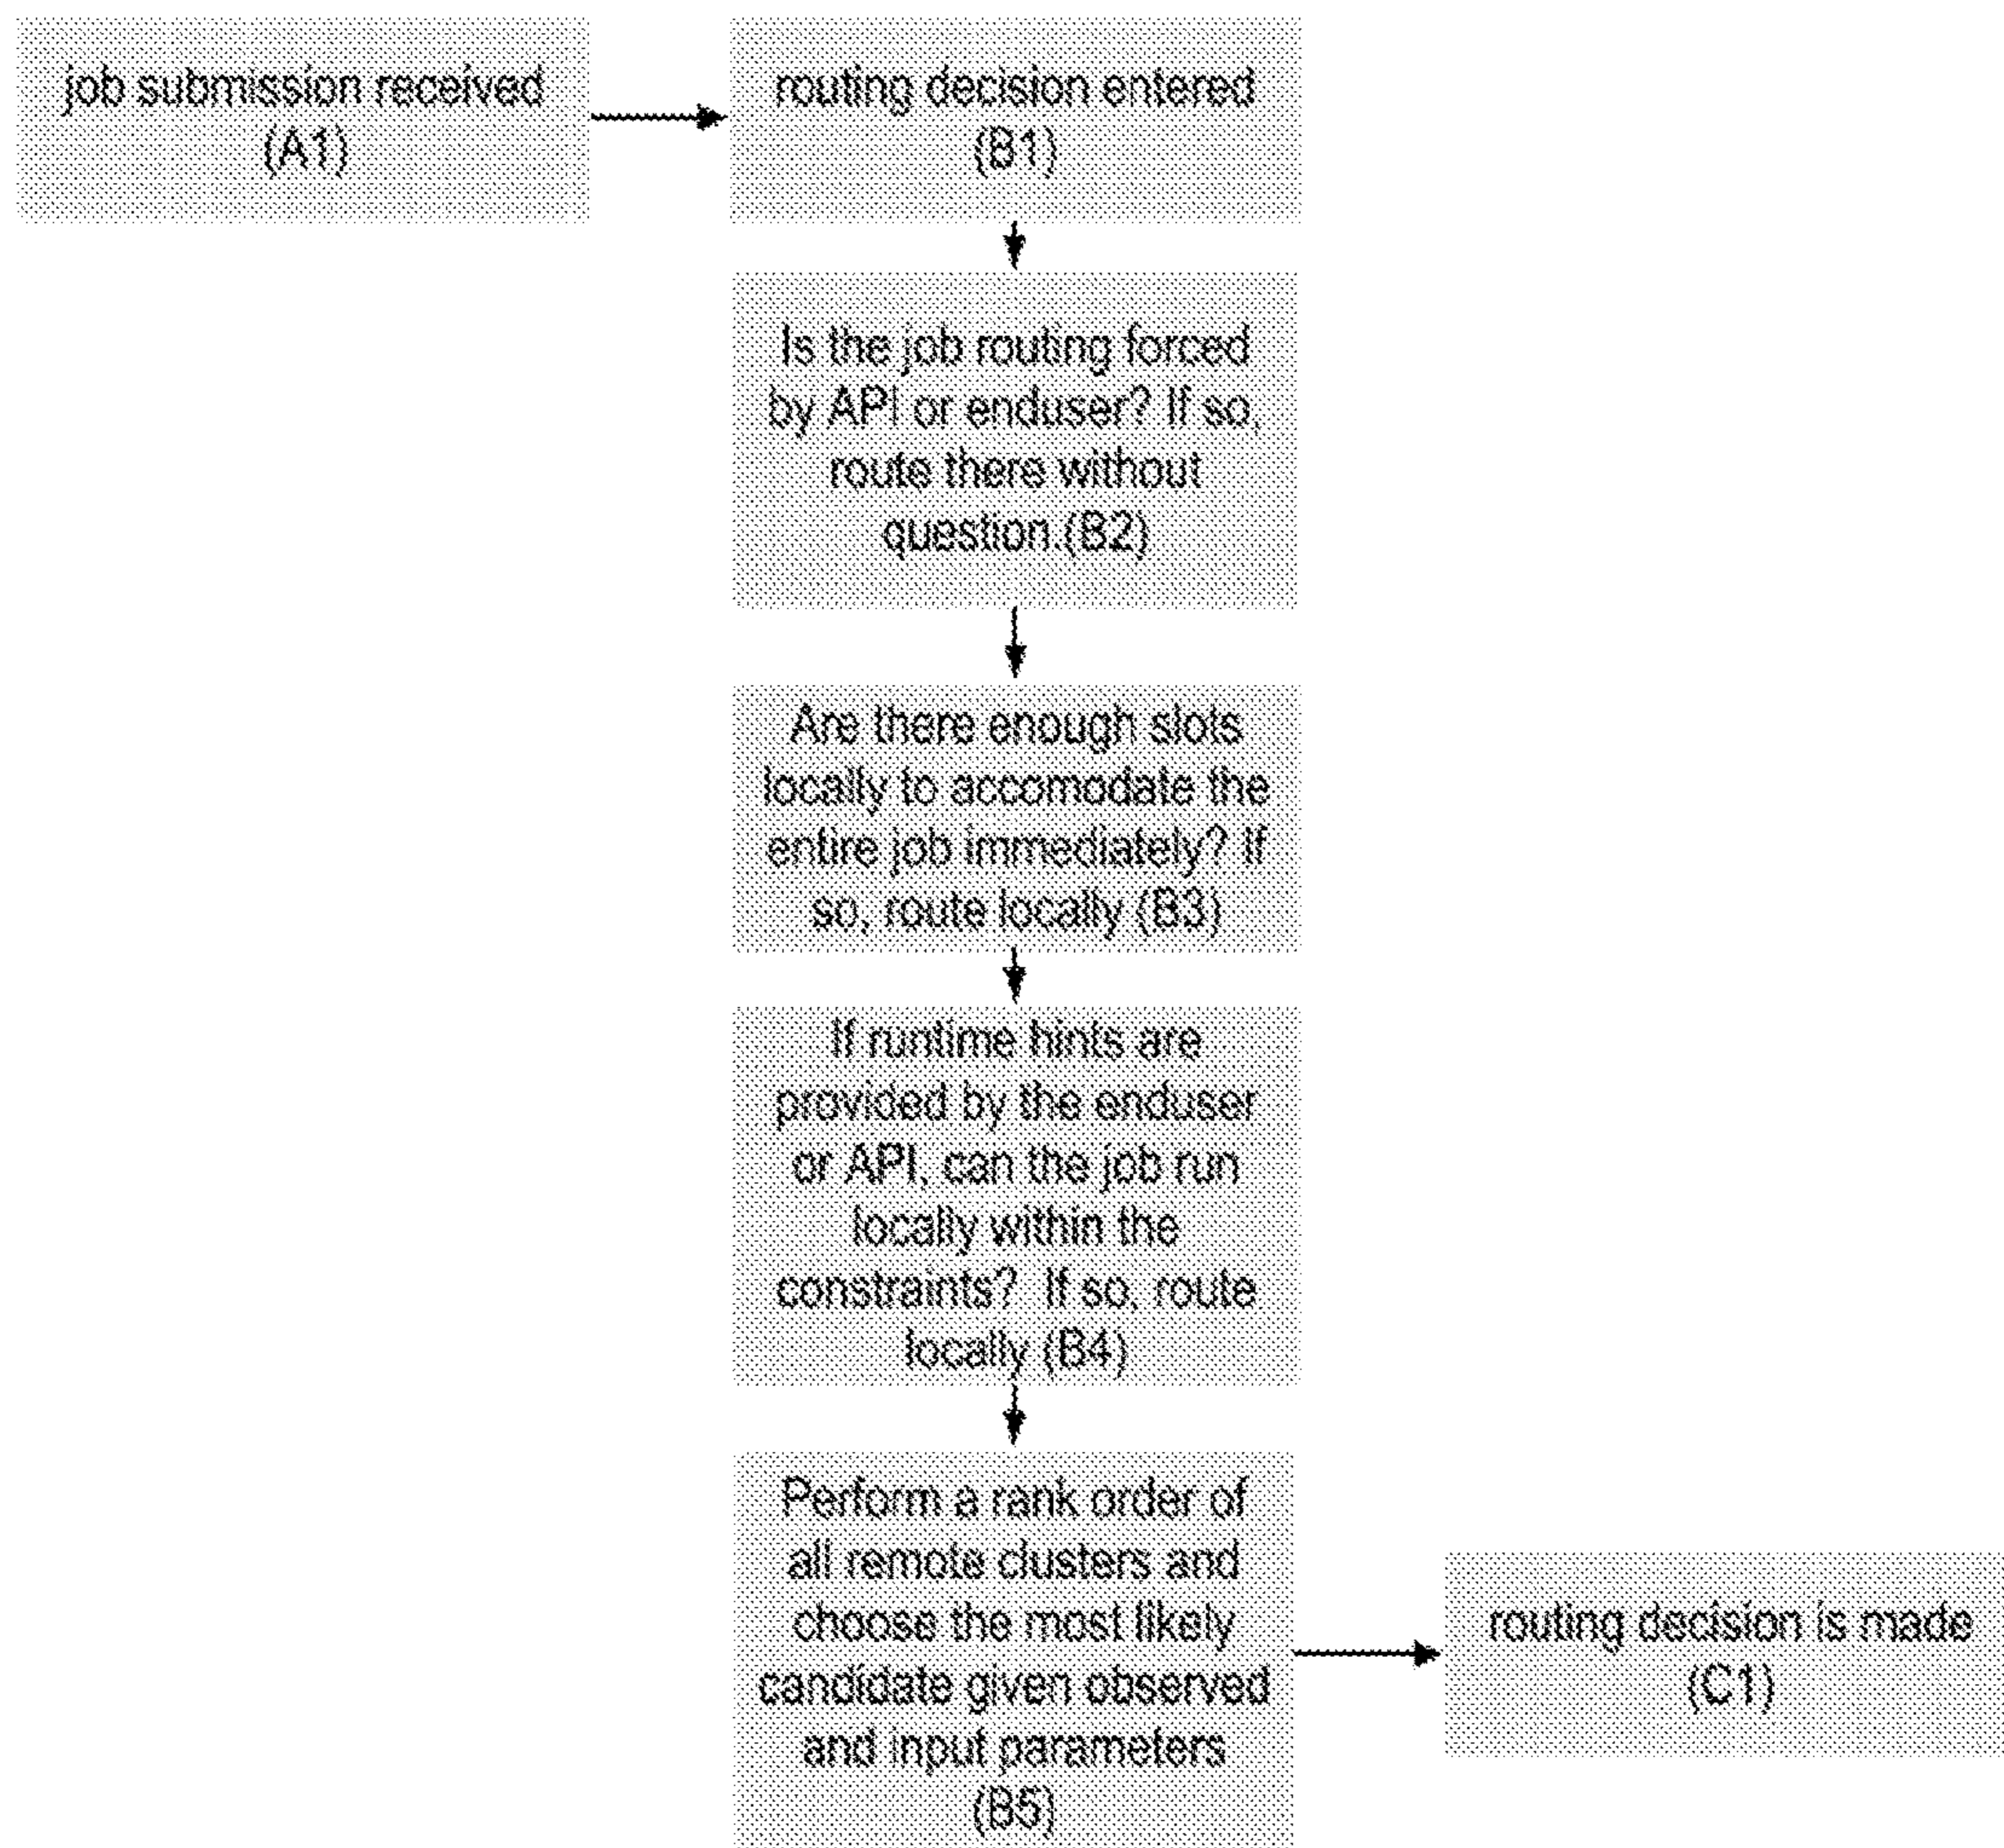 job submission received
(A1)
routing decision entered
(B1)
Is the job routing forced
by API or enduser? If so,
route there without
question.(B2)
Are there enough slots
locally to accomodate the
entire job immediately? If
so, route locally (B3)
If runtime hints are
provided by the enduser
or API, can the job run
locally within the
constraints? If so, route
locally (B4)
Perform a rank order of
all remote clusters and
choose the most likely
candidate given observed
and input parameters
(B5)
routing decision is made
(C1)